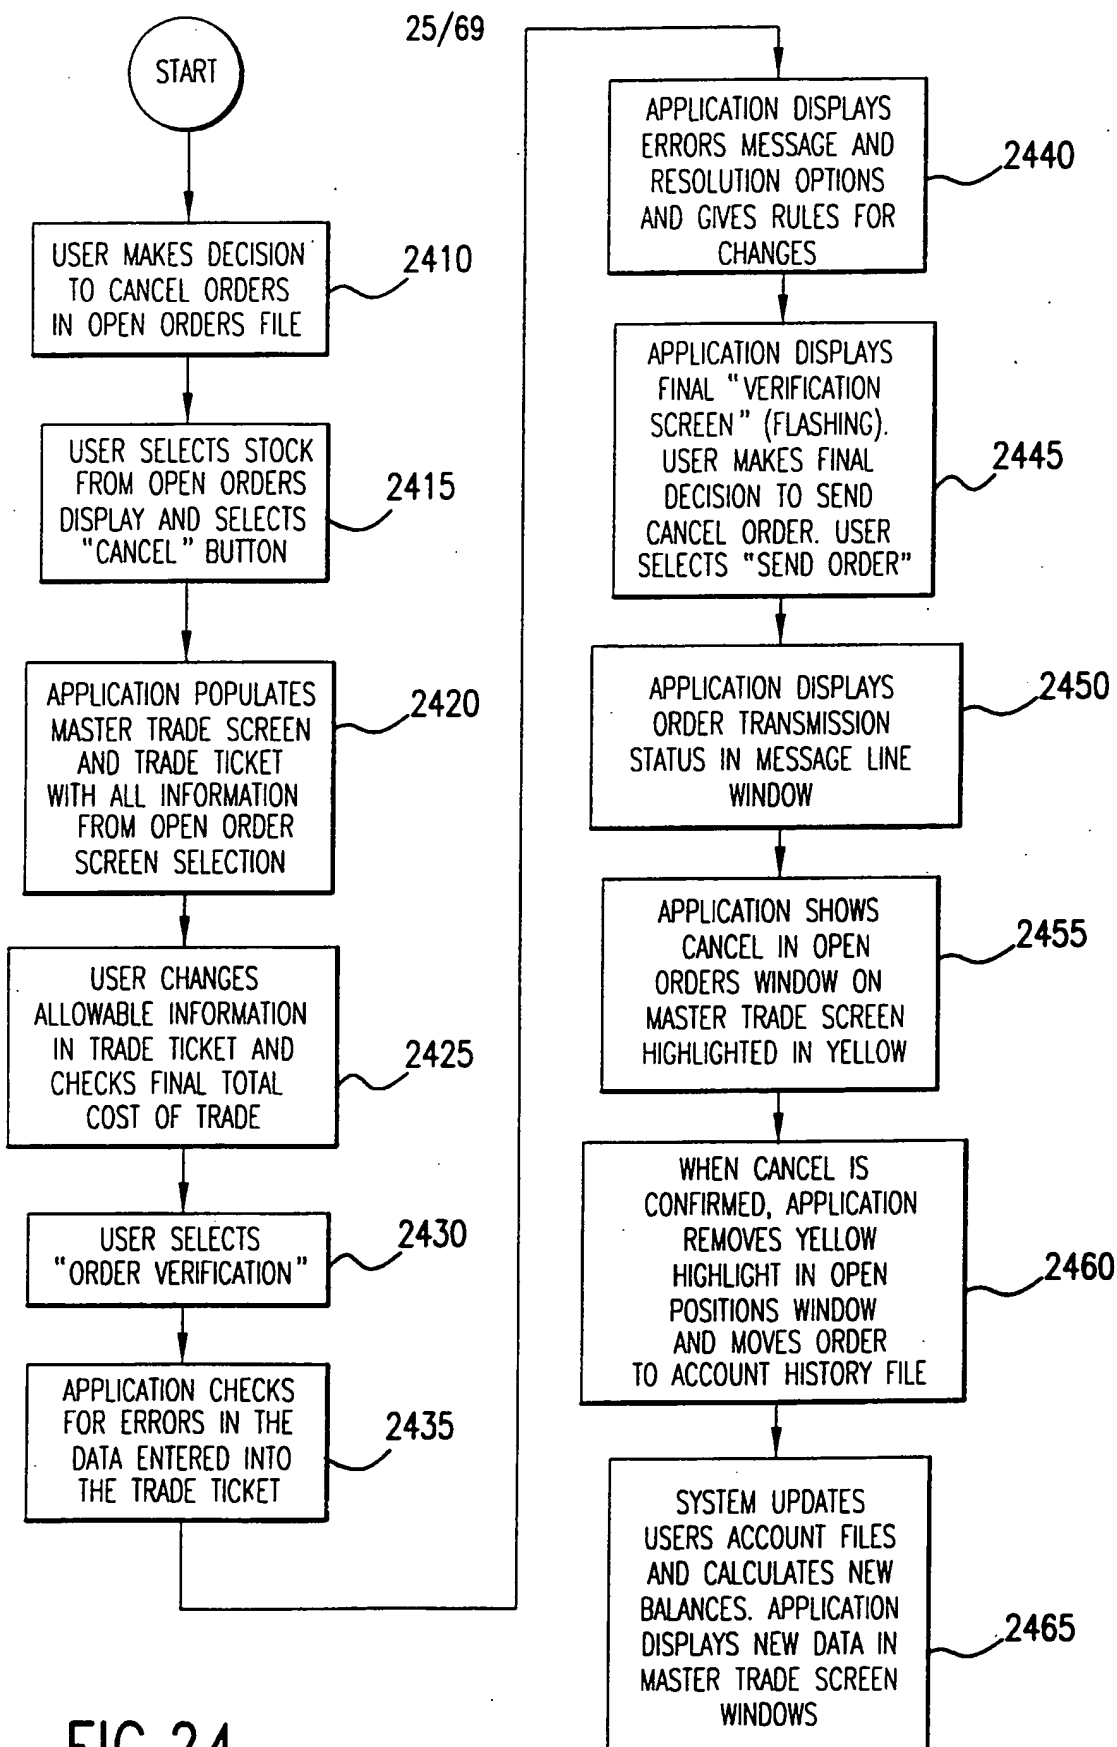 25/69
START
USER MAKES DECISION
TO CANCEL ORDERS
IN OPEN ORDERS FILE
2410
USER SELECTS STOCK
FROM OPEN ORDERS
DISPLAY AND SELECTS
"CANCEL" BUTTON
2415
APPLICATION POPULATES
MASTER TRADE SCREEN
AND TRADE TICKET
WITH ALL INFORMATION
FROM OPEN ORDER
SCREEN SELECTION
2420
USER CHANGES
ALLOWABLE INFORMATION
IN TRADE TICKET AND
CHECKS FINAL TOTAL
COST OF TRADE
2425
USER SELECTS
"ORDER VERIFICATION"
2430
APPLICATION CHECKS
FOR ERRORS IN THE
DATA ENTERED INTO
THE TRADE TICKET
2435
APPLICATION DISPLAYS
ERRORS MESSAGE AND
RESOLUTION OPTIONS
AND GIVES RULES FOR
CHANGES
2440
APPLICATION DISPLAYS
FINAL "VERIFICATION
SCREEN" (FLASHING).
USER MAKES FINAL
DECISION TO SEND
CANCEL ORDER. USER
SELECTS "SEND ORDER"
2445
APPLICATION DISPLAYS
ORDER TRANSMISSION
STATUS IN MESSAGE LINE
WINDOW
2450
APPLICATION SHOWS
CANCEL IN OPEN
ORDERS WINDOW ON
MASTER TRADE SCREEN
HIGHLIGHTED IN YELLOW
2455
WHEN CANCEL IS
CONFIRMED, APPLICATION
REMOVES YELLOW
HIGHLIGHT IN OPEN
POSITIONS WINDOW
AND MOVES ORDER
TO ACCOUNT HISTORY FILE
2460
SYSTEM UPDATES
USERS ACCOUNT FILES
AND CALCULATES NEW
BALANCES. APPLICATION
DISPLAYS NEW DATA IN
MASTER TRADE SCREEN
WINDOWS
2465
FIG.24